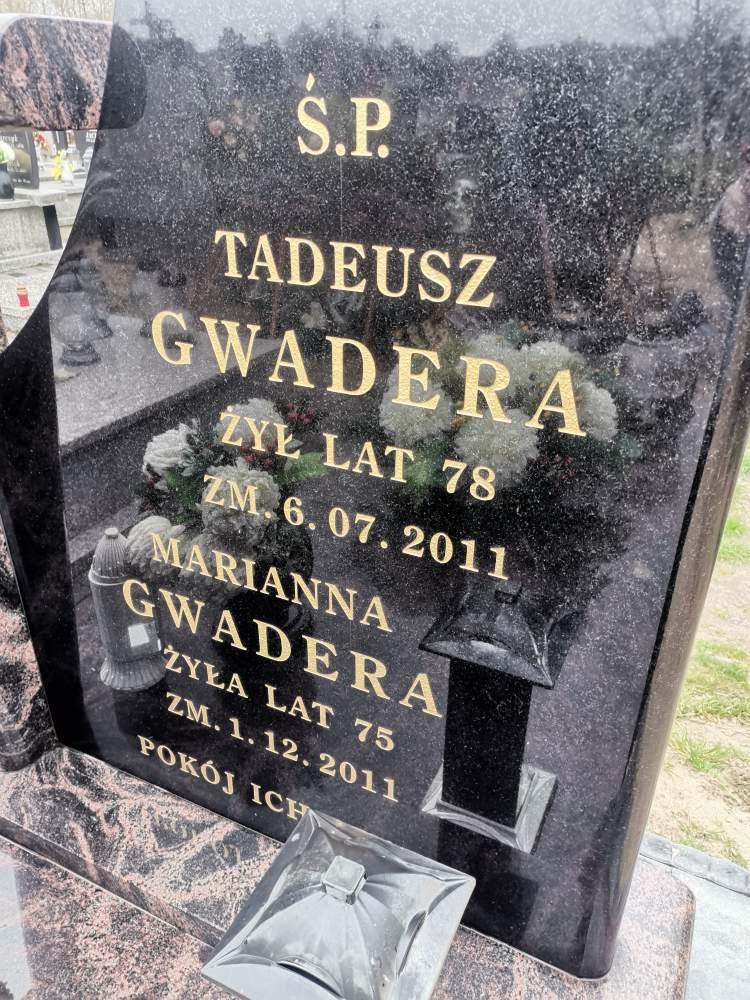 Ś.P.
TADEUSZ
GWADERA
ŻYŁ LAT 78
ZM. 6. 07. 2011
MARIANNA
GWADERA
ŻYŁA LAT 75
ZM. 1. 12. 2011
POKÓJ ICH